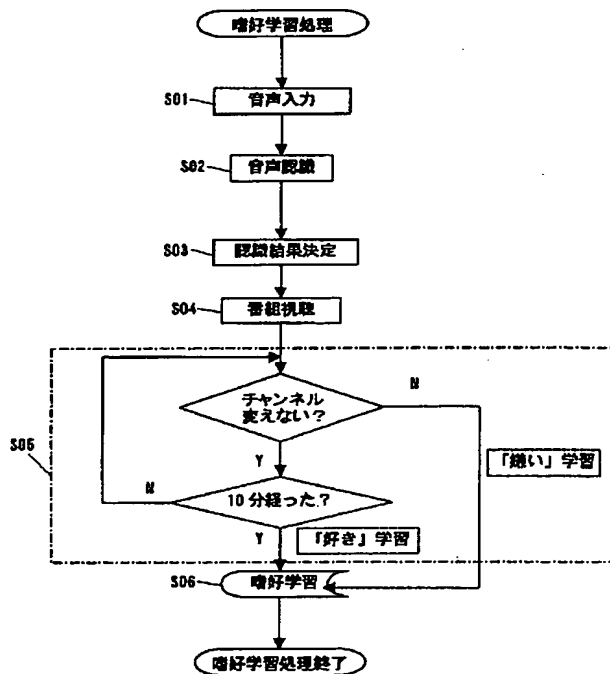 嗜好学習処理
S01
音声入力
S02
音声認識
S03
認識結果決定
S04
番組視聴
S05
チャンネル
変えない?
N
Y
「嫌い」学習
N
10分経った?
Y
「好き」学習
S06
嗜好学習
嗜好学習処理終了